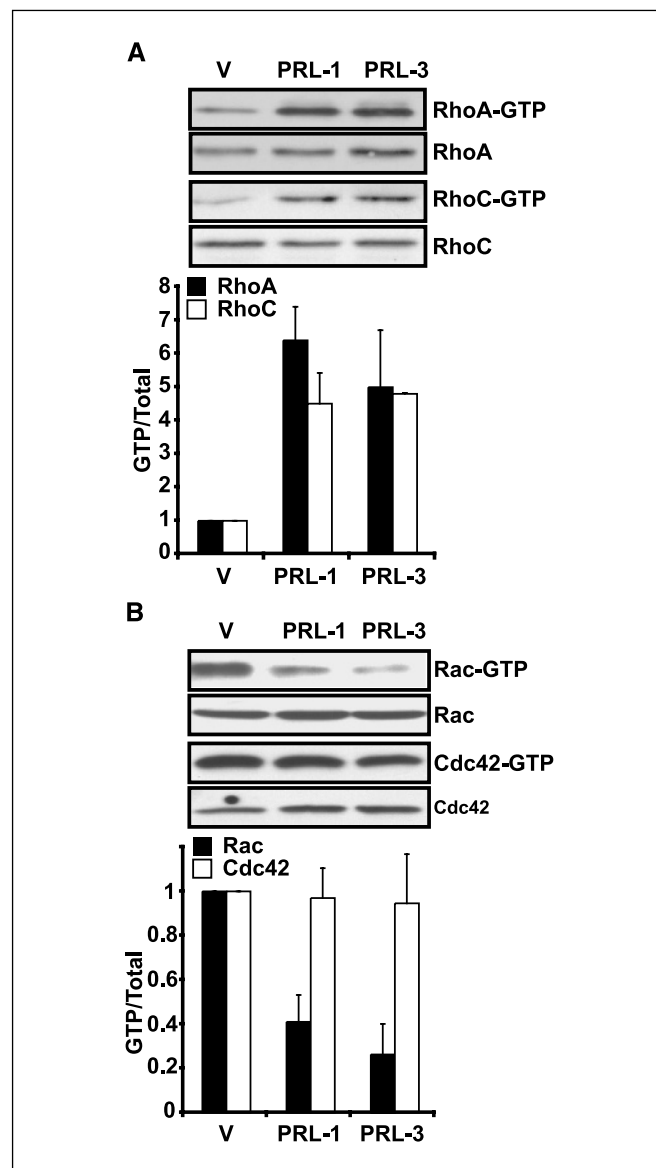 A
V PRL-1 PRL-3
RhoA-GTP
RhoA
RhoC-GTP
RhoC
8
7
6
5
4
3
2
1
0
GTP/Total
RhoA
RhoC
V PRL-1 PRL-3
B
V PRL-1 PRL-3
Rac-GTP
Rac
Cdc42-GTP
Cdc42
Rac
Cdc42
1
0.8
0.6
0.4
0.2
0
GTP/Total
V PRL-1 PRL-3